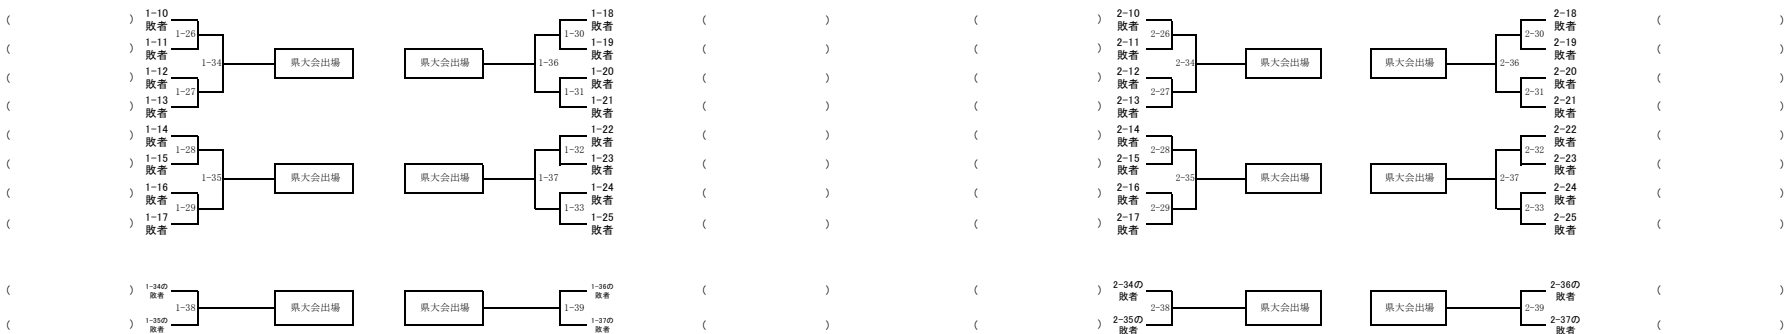 ( ) 1-10 敗者 1-18 敗者 ( ) ( ) 2-10 敗者 2-18 敗者 ( )
1-26 1-30 2-26 2-30
( ) 1-11 敗者 1-19 敗者 ( ) ( ) 2-11 敗者 2-19 敗者 ( )
1-34 県大会出場 県大会出場 1-36 2-34 県大会出場 県大会出場 2-36
( ) 1-12 敗者 1-20 敗者 ( ) ( ) 2-12 敗者 2-20 敗者 ( )
1-27 1-31 2-27 2-31
( ) 1-13 敗者 1-21 敗者 ( ) ( ) 2-13 敗者 2-21 敗者 ( )
( ) 1-14 敗者 1-22 敗者 ( ) ( ) 2-14 敗者 2-22 敗者 ( )
1-28 1-32 2-28 2-32
( ) 1-15 敗者 1-23 敗者 ( ) ( ) 2-15 敗者 2-23 敗者 ( )
1-35 県大会出場 県大会出場 1-37 2-35 県大会出場 県大会出場 2-37
( ) 1-16 敗者 1-24 敗者 ( ) ( ) 2-16 敗者 2-24 敗者 ( )
1-29 1-33 2-29 2-33
( ) 1-17 敗者 1-25 敗者 ( ) ( ) 2-17 敗者 2-25 敗者 ( )
( ) 1-34の 敗者 1-36の 敗者 ( ) ( ) 2-34の 敗者 2-36の 敗者 ( )
1-38 県大会出場 県大会出場 1-39 2-38 県大会出場 県大会出場 2-39
( ) 1-35の 敗者 1-37の 敗者 ( ) ( ) 2-35の 敗者 2-37の 敗者 ( )